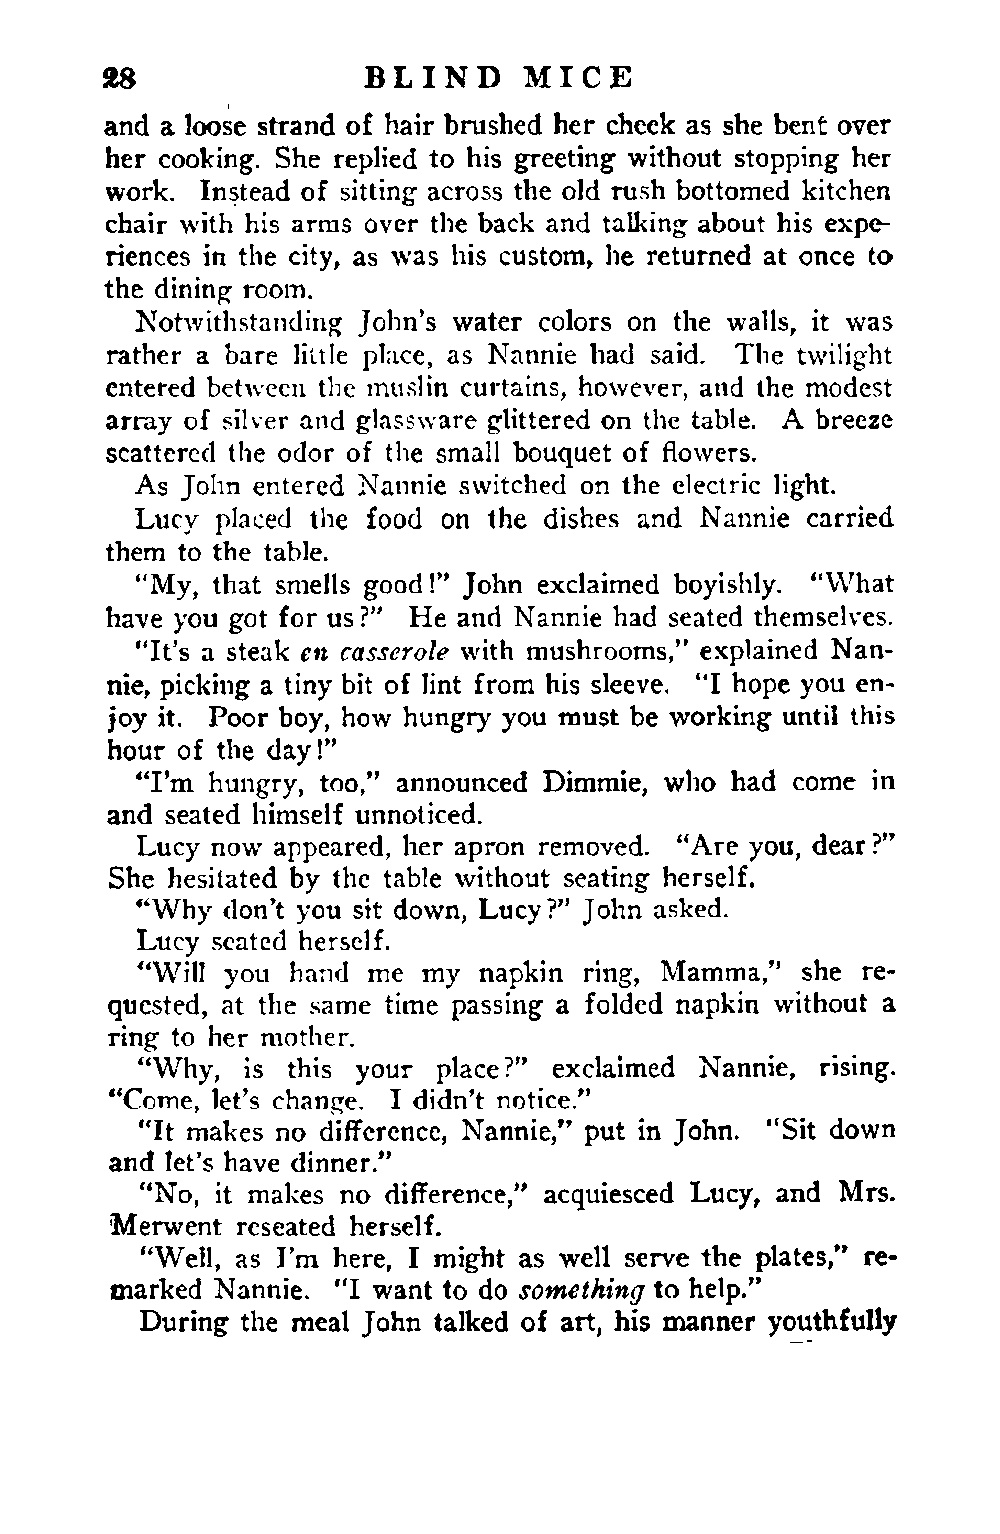 28 BLIND MICE
and a loose strand of hair brushed her cheek as she bent over
her cooking. She replied to his greeting without stopping her
work. Instead of sitting across the old rush bottomed kitchen
chair with his arms over the back and talking about his expe-
riences in the city, as was his custom, he returned at once to
the dining room.
Notwithstanding John's water colors on the walls, it was
rather a bare little place, as Nannie had said. The twilight
entered between the muslin curtains, however, and the modest
array of silver and glassware glittered on the table. A breeze
scattered the odor of the small bouquet of flowers.
As John entered Nannie switched on the electric light.
Lucy placed the food on the dishes and Nannie carried
them to the table.
"My, that smells good!" John exclaimed boyishly. "What
have you got for us?" He and Nannie had seated themselves.
"It's a steak en casserole with mushrooms," explained Nan-
nie, picking a tiny bit of lint from his sleeve. "I hope you en-
joy it. Poor boy, how hungry you must be working until this
hour of the day!"
"I'm hungry, too," announced Dimmie, who had come in
and seated himself unnoticed.
Lucy now appeared, her apron removed. "Are you, dear?"
She hesitated by the table without seating herself.
"Why don't you sit down, Lucy?" John asked.
Lucy seated herself.
"Will you hand me my napkin ring, Mamma," she re-
quested, at the same time passing a folded napkin without a
ring to her mother.
"Why, is this your place?" exclaimed Nannie, rising.
"Come, let's change. I didn't notice."
"It makes no difference, Nannie," put in John. "Sit down
and let's have dinner."
"No, it makes no difference," acquiesced Lucy, and Mrs.
Merwent reseated herself.
"Well, as I'm here, I might as well serve the plates," re-
marked Nannie. "I want to do something to help."
During the meal John talked of art, his manner youthfully